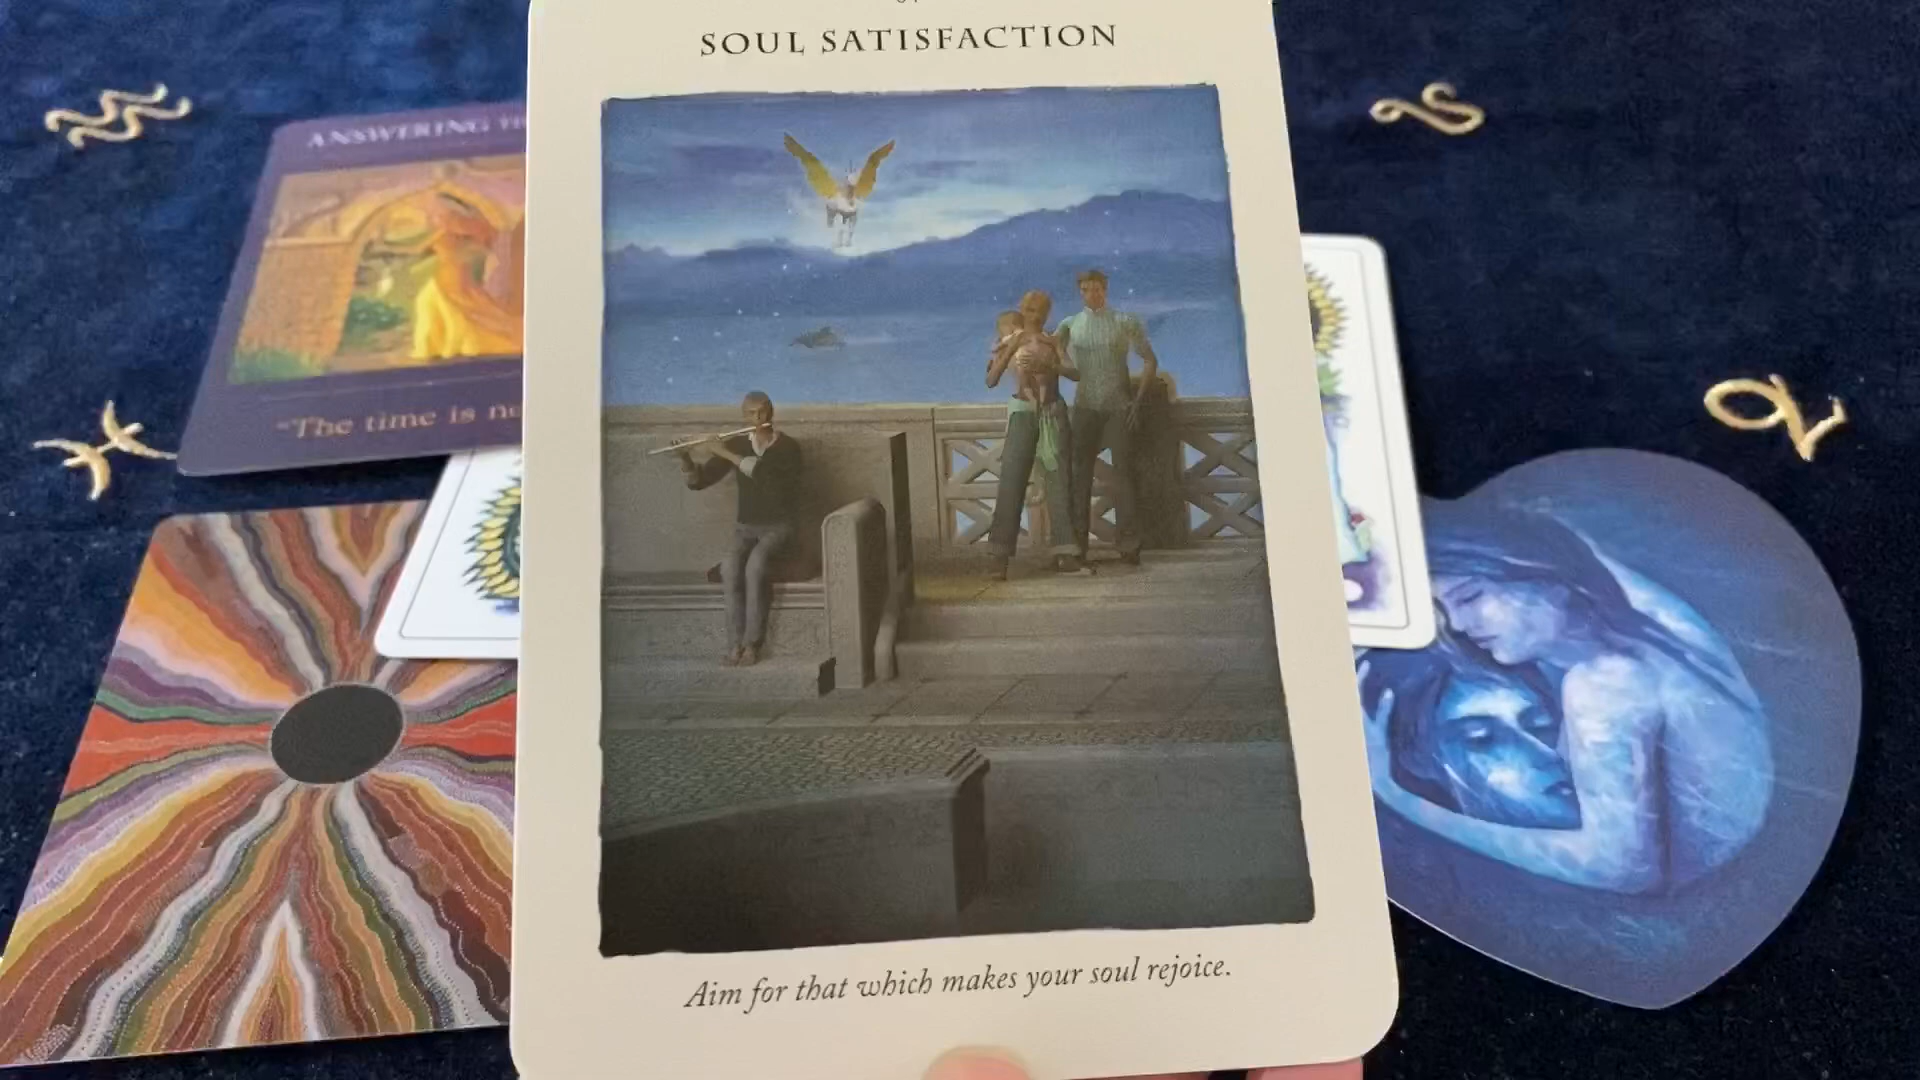 SOUL SATISFACTION
ANSWERING
"The time is
Aim for that which makes your soul rejoice.